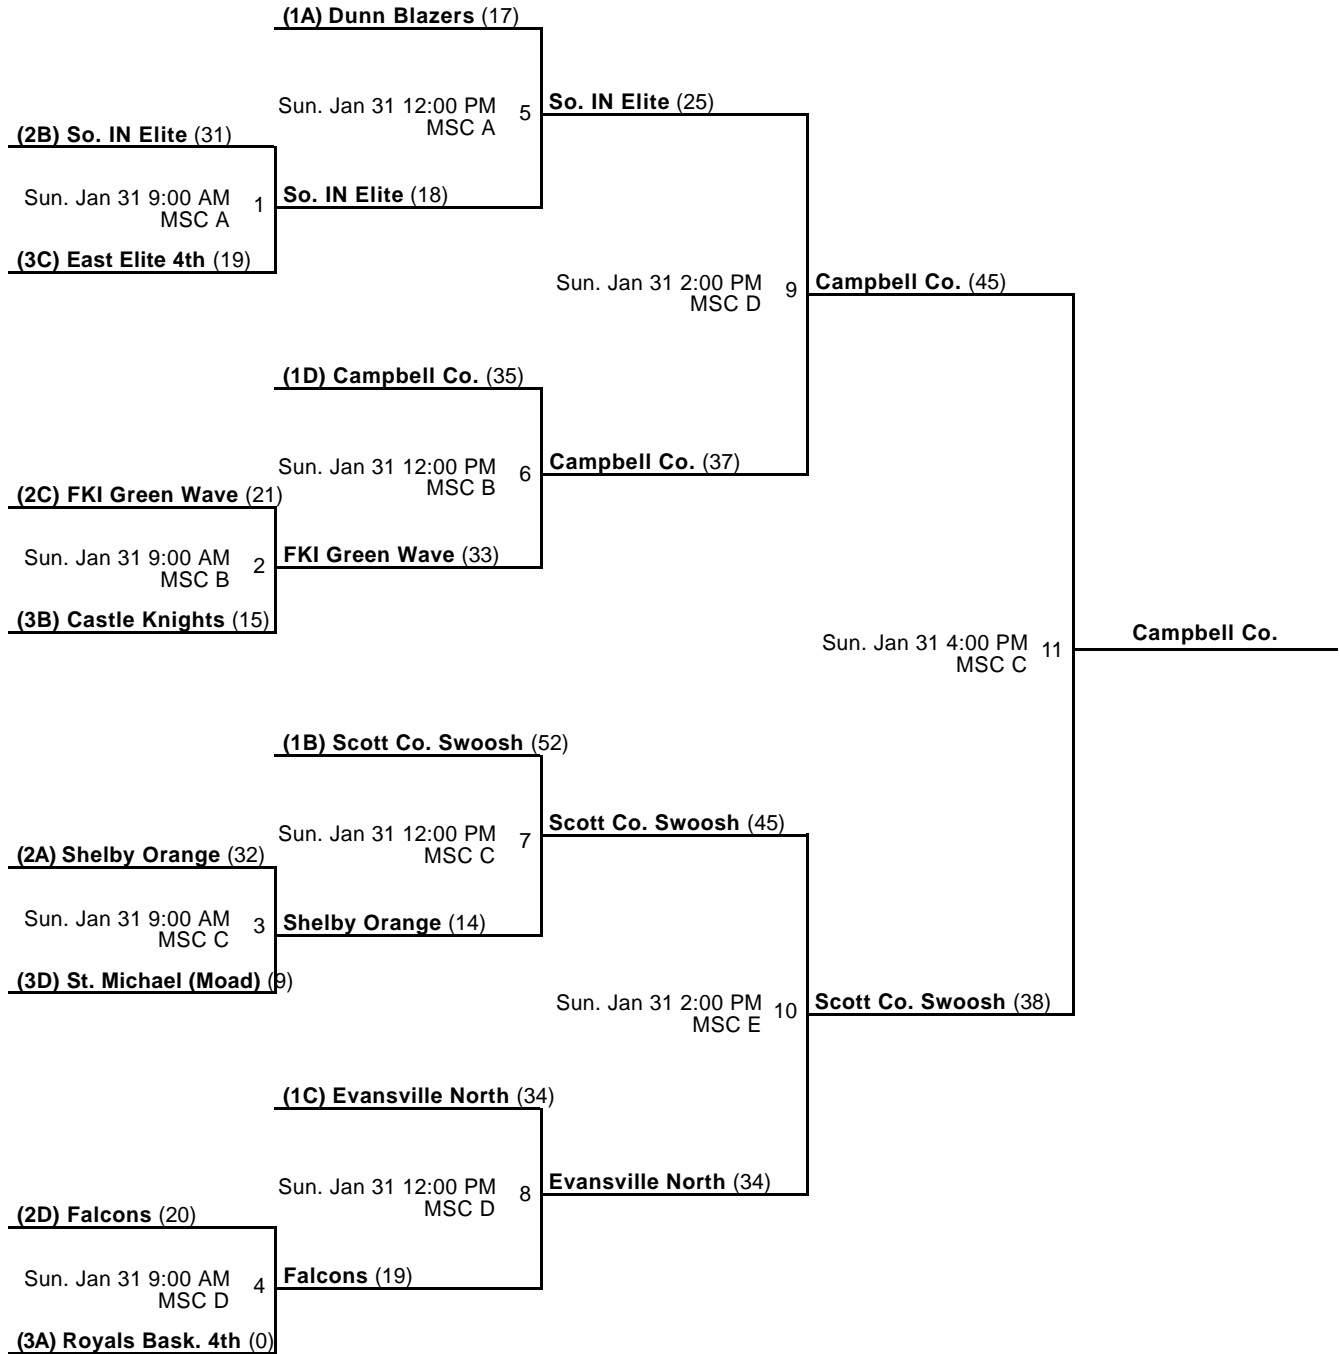 (1A) Dunn Blazers (17)
Sun. Jan 31 12:00 PM
MSC A
5
So. IN Elite (25)
(2B) So. IN Elite (31)
Sun. Jan 31 9:00 AM
MSC A
1
So. IN Elite (18)
(3C) East Elite 4th (19)
Sun. Jan 31 2:00 PM
MSC D
9
Campbell Co. (45)
(1D) Campbell Co. (35)
Sun. Jan 31 12:00 PM
MSC B
6
Campbell Co. (37)
(2C) FKI Green Wave (21)
Sun. Jan 31 9:00 AM
MSC B
2
FKI Green Wave (33)
(3B) Castle Knights (15)
Sun. Jan 31 4:00 PM
MSC C
11
Campbell Co.
(1B) Scott Co. Swoosh (52)
Sun. Jan 31 12:00 PM
MSC C
7
Scott Co. Swoosh (45)
(2A) Shelby Orange (32)
Sun. Jan 31 9:00 AM
MSC C
3
Shelby Orange (14)
(3D) St. Michael (Moad) (9)
Sun. Jan 31 2:00 PM
MSC E
10
Scott Co. Swoosh (38)
(1C) Evansville North (34)
Sun. Jan 31 12:00 PM
MSC D
8
Evansville North (34)
(2D) Falcons (20)
Sun. Jan 31 9:00 AM
MSC D
4
Falcons (19)
(3A) Royals Bask. 4th (0)